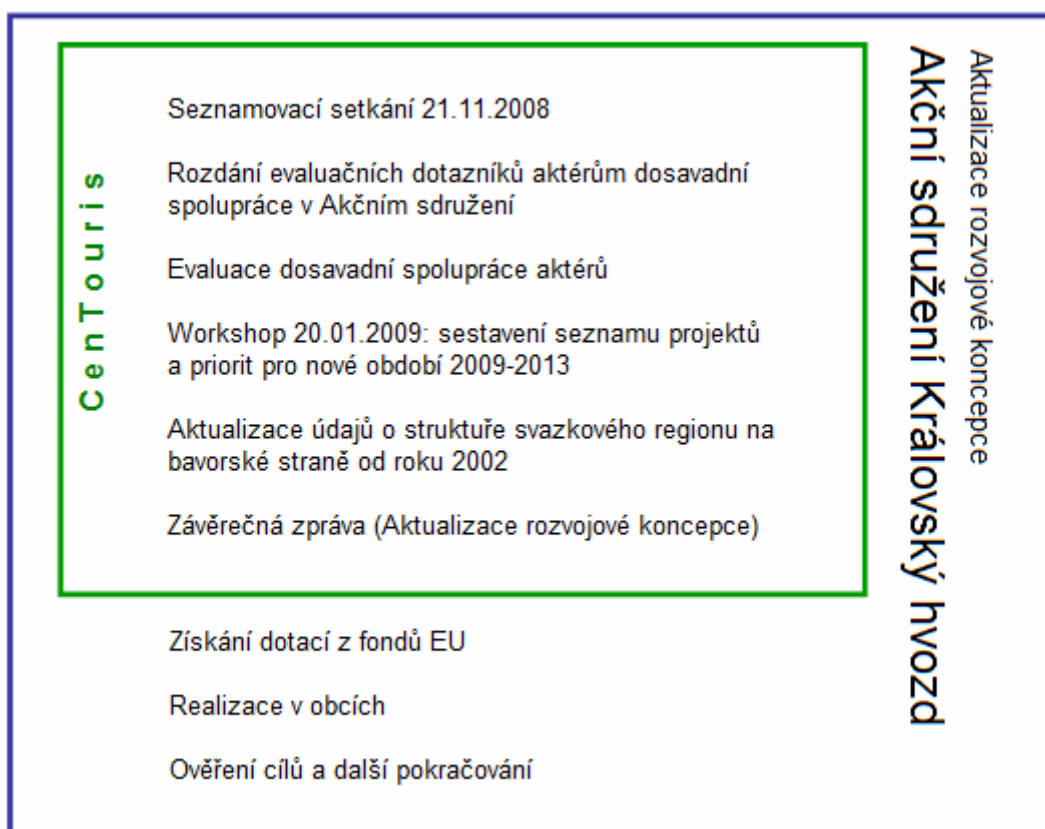 CenTouris
Seznamovací setkání 21.11.2008
Rozdání evaluačních dotazníků aktérům dosavadní
spolupráce v Akčním sdružení
Evaluace dosavadní spolupráce aktérů
Workshop 20.01.2009: sestavení seznamu projektů
a priorit pro nové období 2009-2013
Aktualizace údajů o struktuře svazkového regionu na
bavorské straně od roku 2002
Závěrečná zpráva (Aktualizace rozvojové koncepce)
Získání dotací z fondů EU
Realizace v obcích
Ověření cílů a další pokračování
Aktualizace rozvojové koncepce
Akční sdružení Královský hvozd